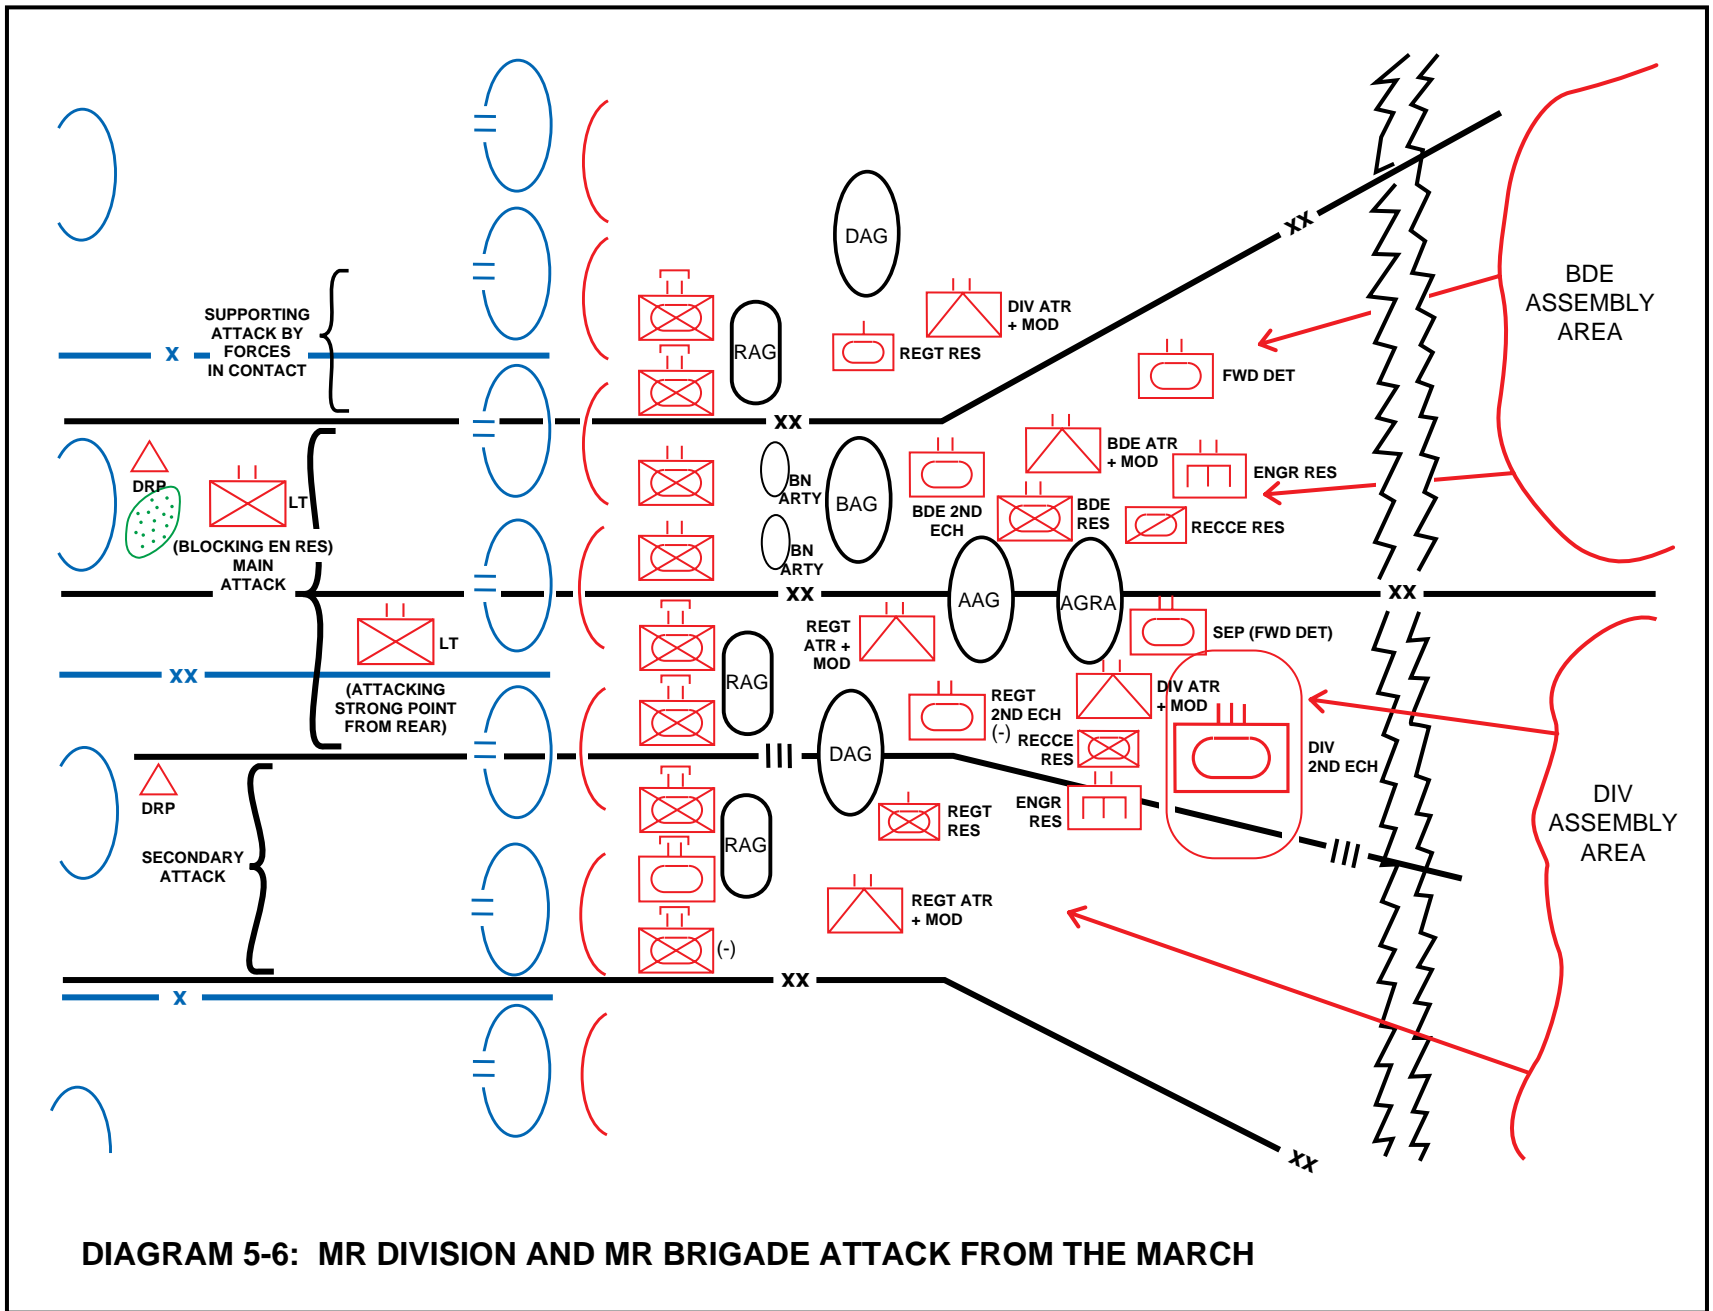 DAG
XX
BDE
ASSEMBLY
AREA
SUPPORTING
ATTACK BY
FORCES
IN CONTACT
X
RAG
DIV ATR
+ MOD
REGT RES
FWD DET
XX
DRP
LT
(BLOCKING EN RES)
MAIN
ATTACK
BN
ARTY
BN
ARTY
BAG
BDE 2ND
ECH
BDE ATR
+ MOD
BDE
RES
ENGR RES
RECCE RES
XX
AAG
AGRA
XX
LT
XX
(ATTACKING
STRONG POINT
FROM REAR)
REGT
ATR +
MOD
RAG
SEP (FWD DET)
REGT
2ND ECH
(-)
DIV ATR
+ MOD
RECCE
RES
DIV
2ND ECH
DAG
DRP
SECONDARY
ATTACK
RAG
REGT
RES
ENGR
RES
DIV
ASSEMBLY
AREA
REGT ATR
+ MOD
(-)
XX
X
XX
DIAGRAM 5-6: MR DIVISION AND MR BRIGADE ATTACK FROM THE MARCH